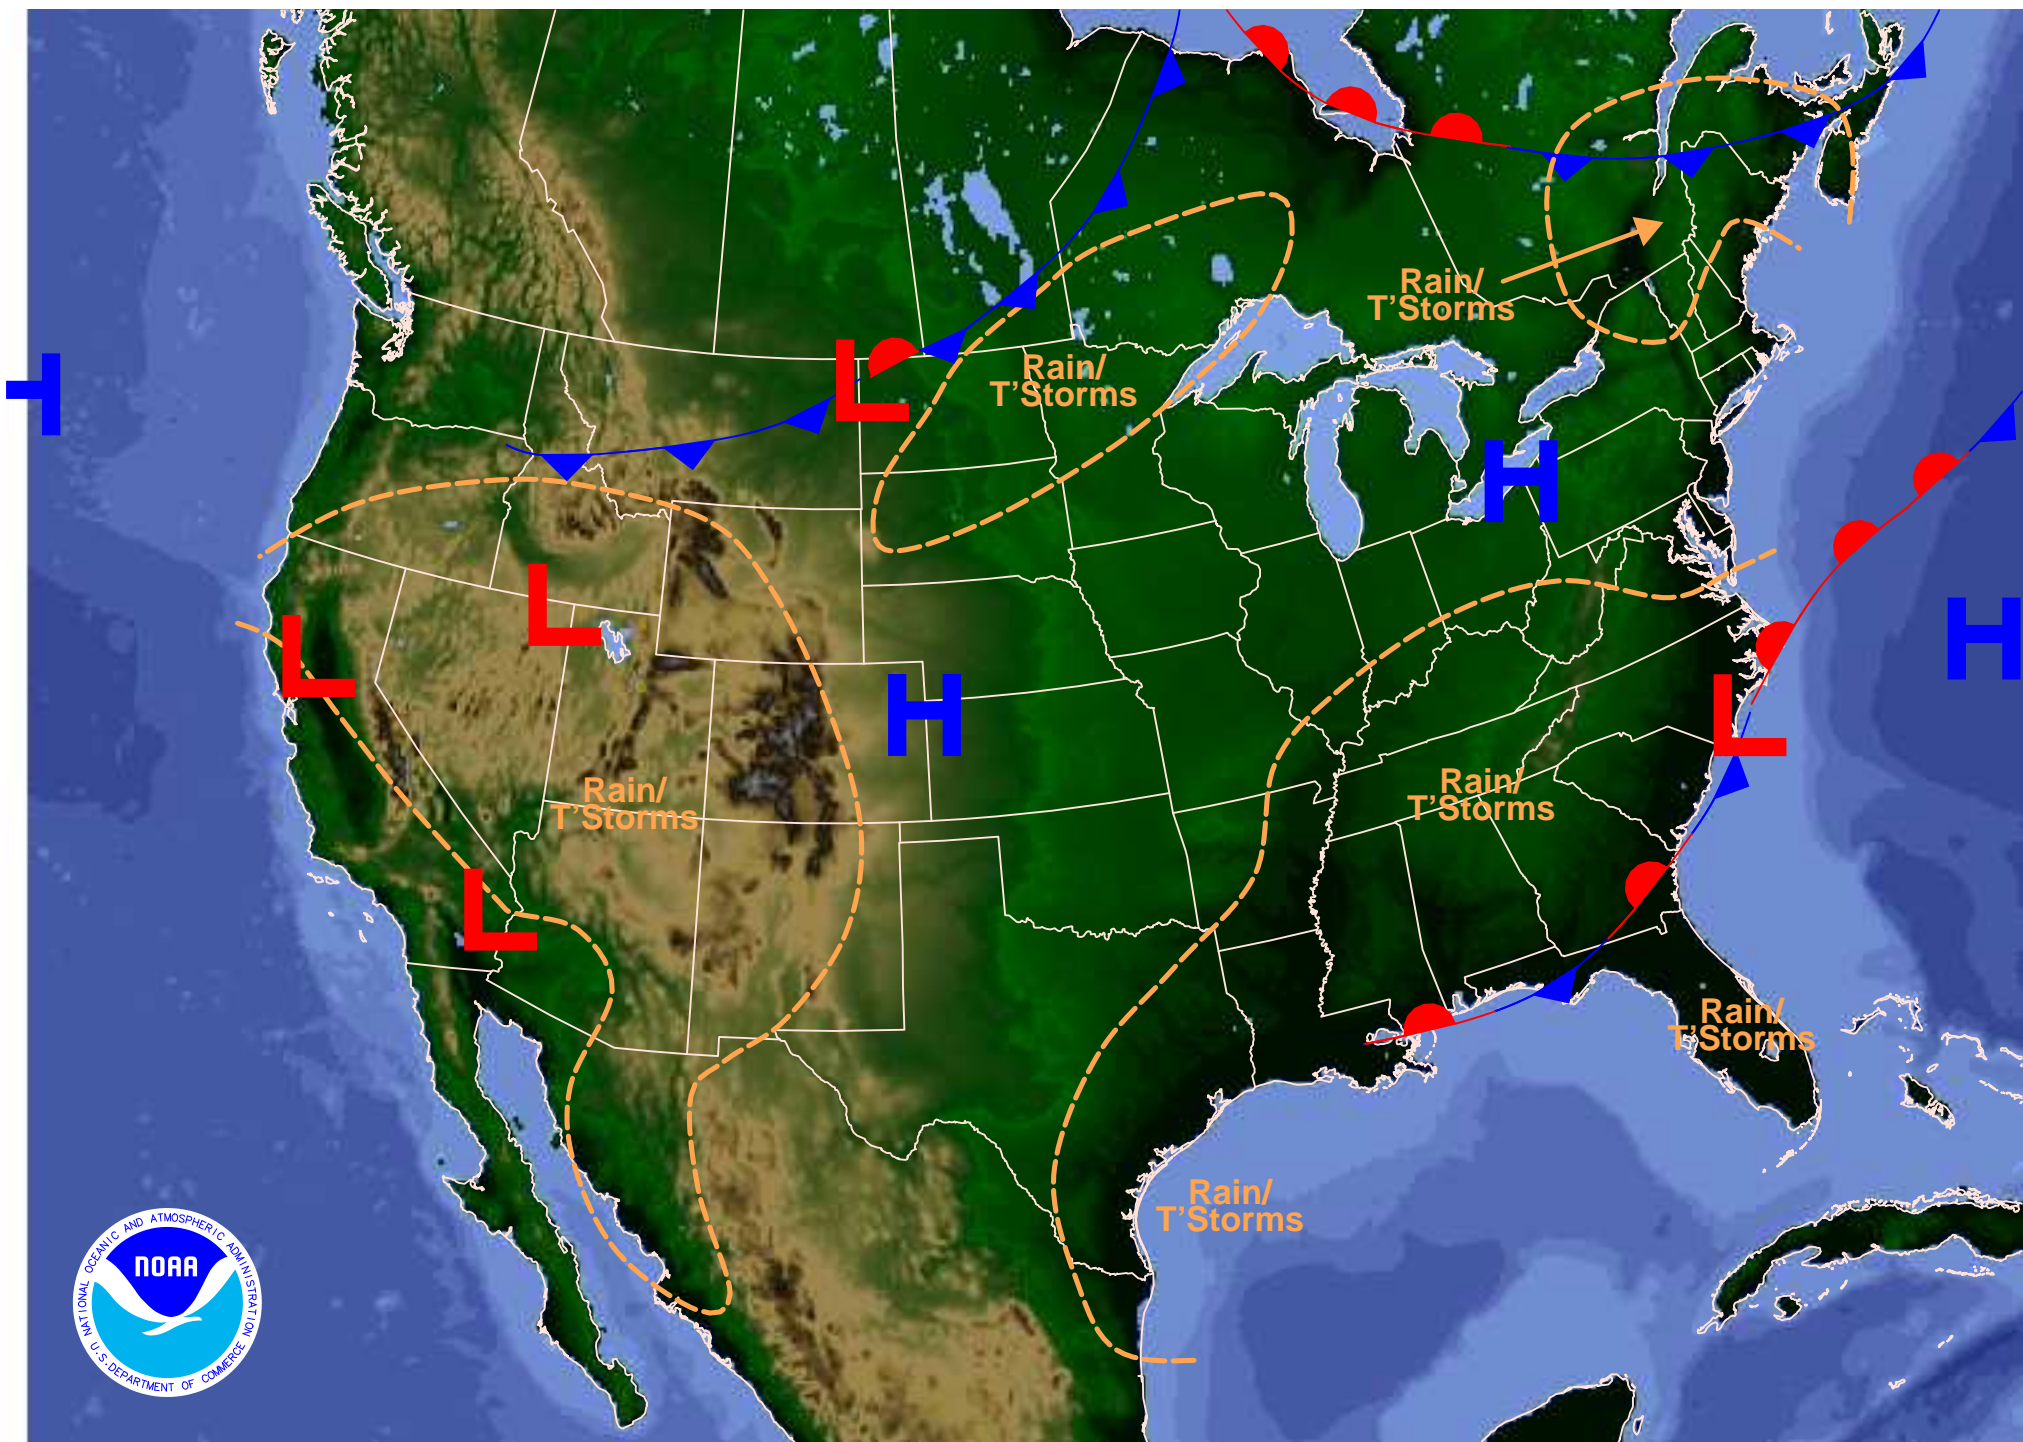 Rain/
T'Storms
H
L
Rain/
T'Storms
H
H
L
L
H
L
L
Rain/
T'Storms
Rain/
T'Storms
L
Rain/
T'Storms
Rain/
T'Storms
NATIONAL OCEANIC AND ATMOSPHERIC ADMINISTRATION
NOAA
U.S. DEPARTMENT OF COMMERCE